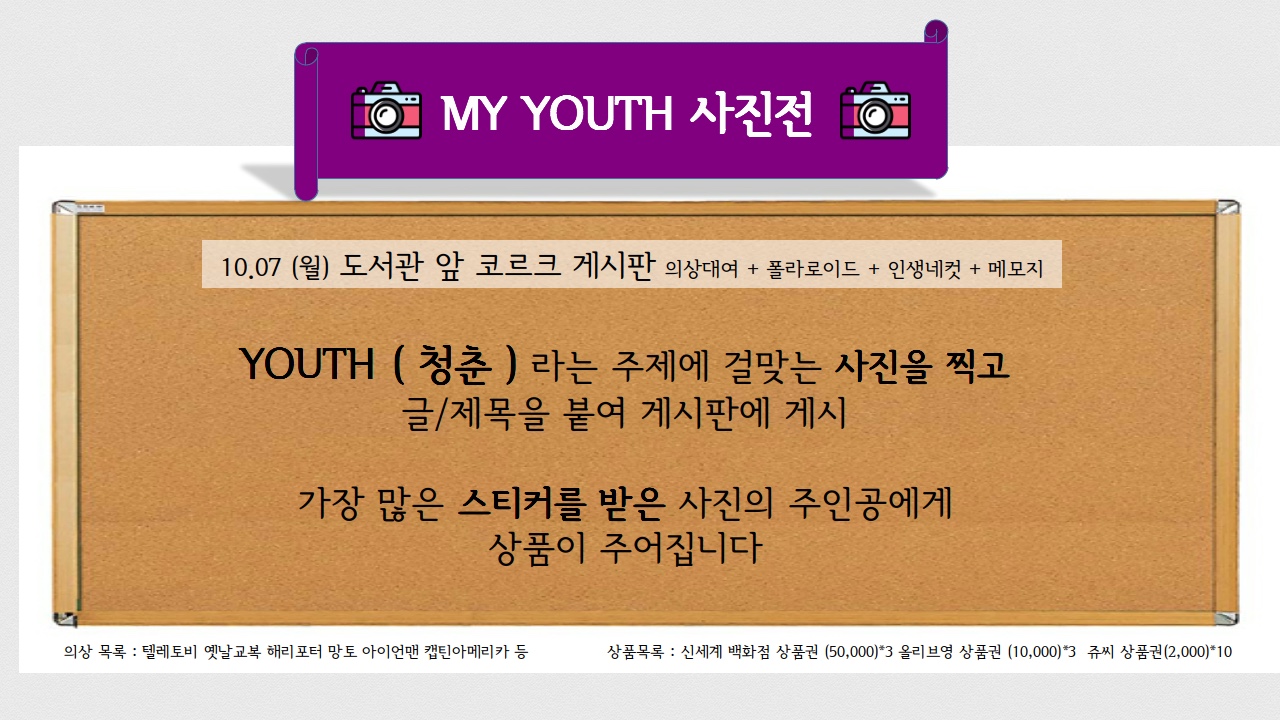 MY YOUTH 사진전
10.07 (월) 도서관 앞 코르크 게시판 의상대여 + 폴라로이드 + 인생네컷 + 메모지
YOUTH ( 청춘 ) 라는 주제에 걸맞는 사진을 찍고
글/제목을 붙여 게시판에 게시
가장 많은 스티커를 받은 사진의 주인공에게
상품이 주어집니다
의상 목록 : 텔레토비 옛날교복 해리포터 망토 아이언맨 캡틴아메리카 등
상품목록 : 신세계 백화점 상품권 (50,000)*3 올리브영 상품권 (10,000)*3 쥬씨 상품권(2,000)*10